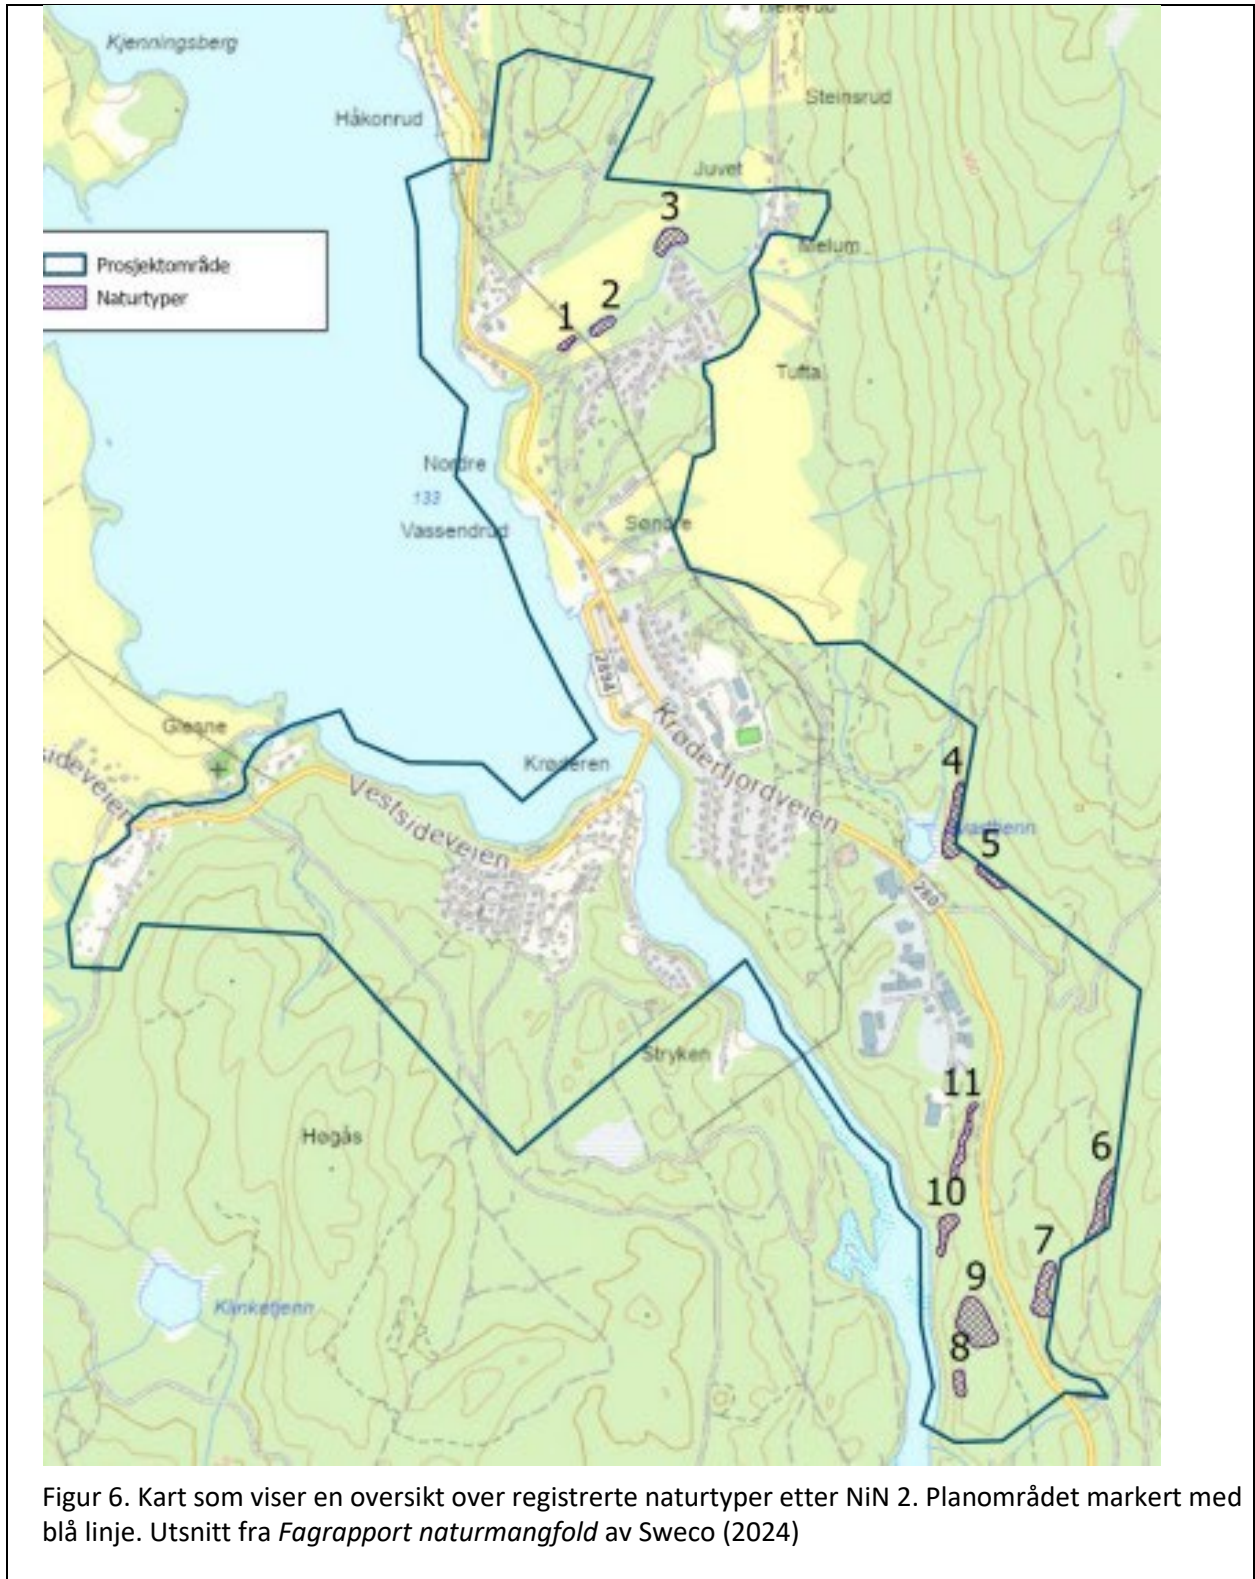 Kjenningsberg
Håkonrud
Steinsrud
Juvet
3
Mielum
Prosjektområde
Naturtyper
2
1
Tufta
Nordre
133
Vassendrud
Søndre
2894
Krøderfjordveien
Glesne
Krøderen
Vestsideveien
sideveien
4
5
280
Stryken
11
Høgås
6
10
7
9
Klinketjenn
8
Figur 6. Kart som viser en oversikt over registrerte naturtyper etter NiN 2. Planområdet markert med
blå linje. Utsnitt fra Fagrapport naturmangfold av Sweco (2024)